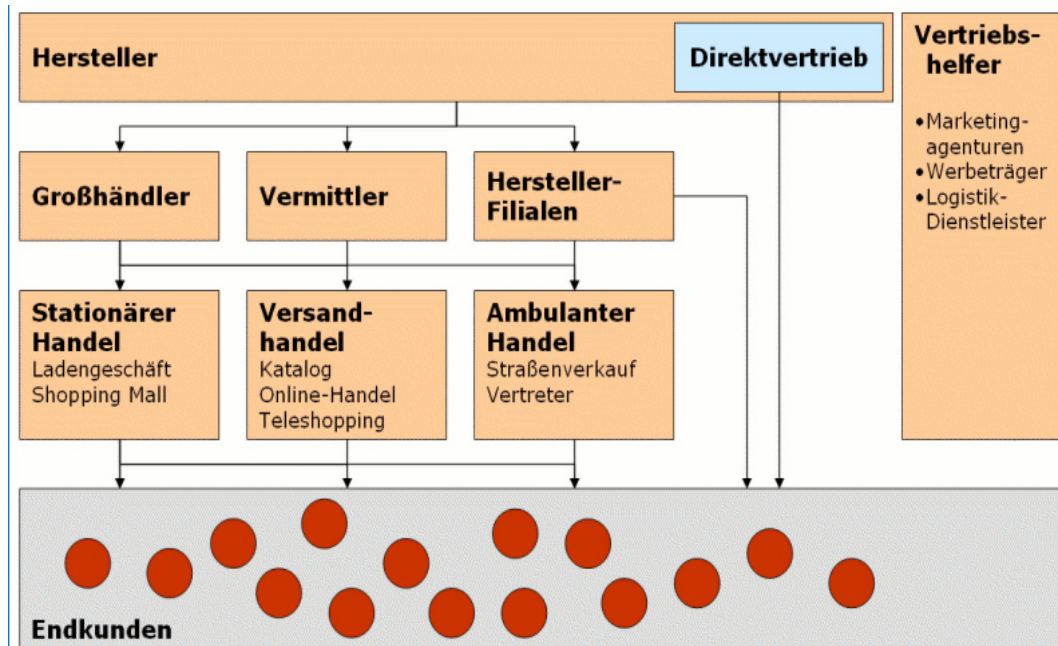 Hersteller
Direktvertrieb
Vertriebs-
helfer
•Marketing-
agenturen
•Werbeträger
•Logistik-
Dienstleister
Großhändler
Vermittler
Hersteller-
Filialen
Stationärer
Handel
Ladengeschäft
Shopping Mall
Versand-
handel
Katalog
Online-Handel
Teleshopping
Ambulanter
Handel
Straßenverkauf
Vertreter
Endkunden